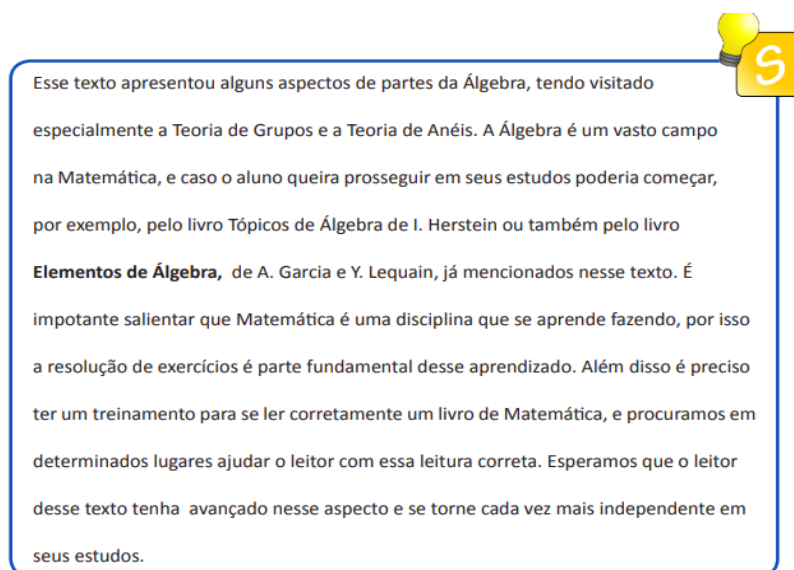 S
Esse texto apresentou alguns aspectos de partes da Álgebra, tendo visitado
especialmente a Teoria de Grupos e a Teoria de Anéis. A Álgebra é um vasto campo
na Matemática, e caso o aluno queira prosseguir em seus estudos poderia começar,
por exemplo, pelo livro Tópicos de Álgebra de I. Herstein ou também pelo livro
Elementos de Álgebra, de A. Garcia e Y. Lequain, já mencionados nesse texto. É
impotante salientar que Matemática é uma disciplina que se aprende fazendo, por isso
a resolução de exercícios é parte fundamental desse aprendizado. Além disso é preciso
ter um treinamento para se ler corretamente um livro de Matemática, e procuramos em
determinados lugares ajudar o leitor com essa leitura correta. Esperamos que o leitor
desse texto tenha avançado nesse aspecto e se torne cada vez mais independente em
seus estudos.